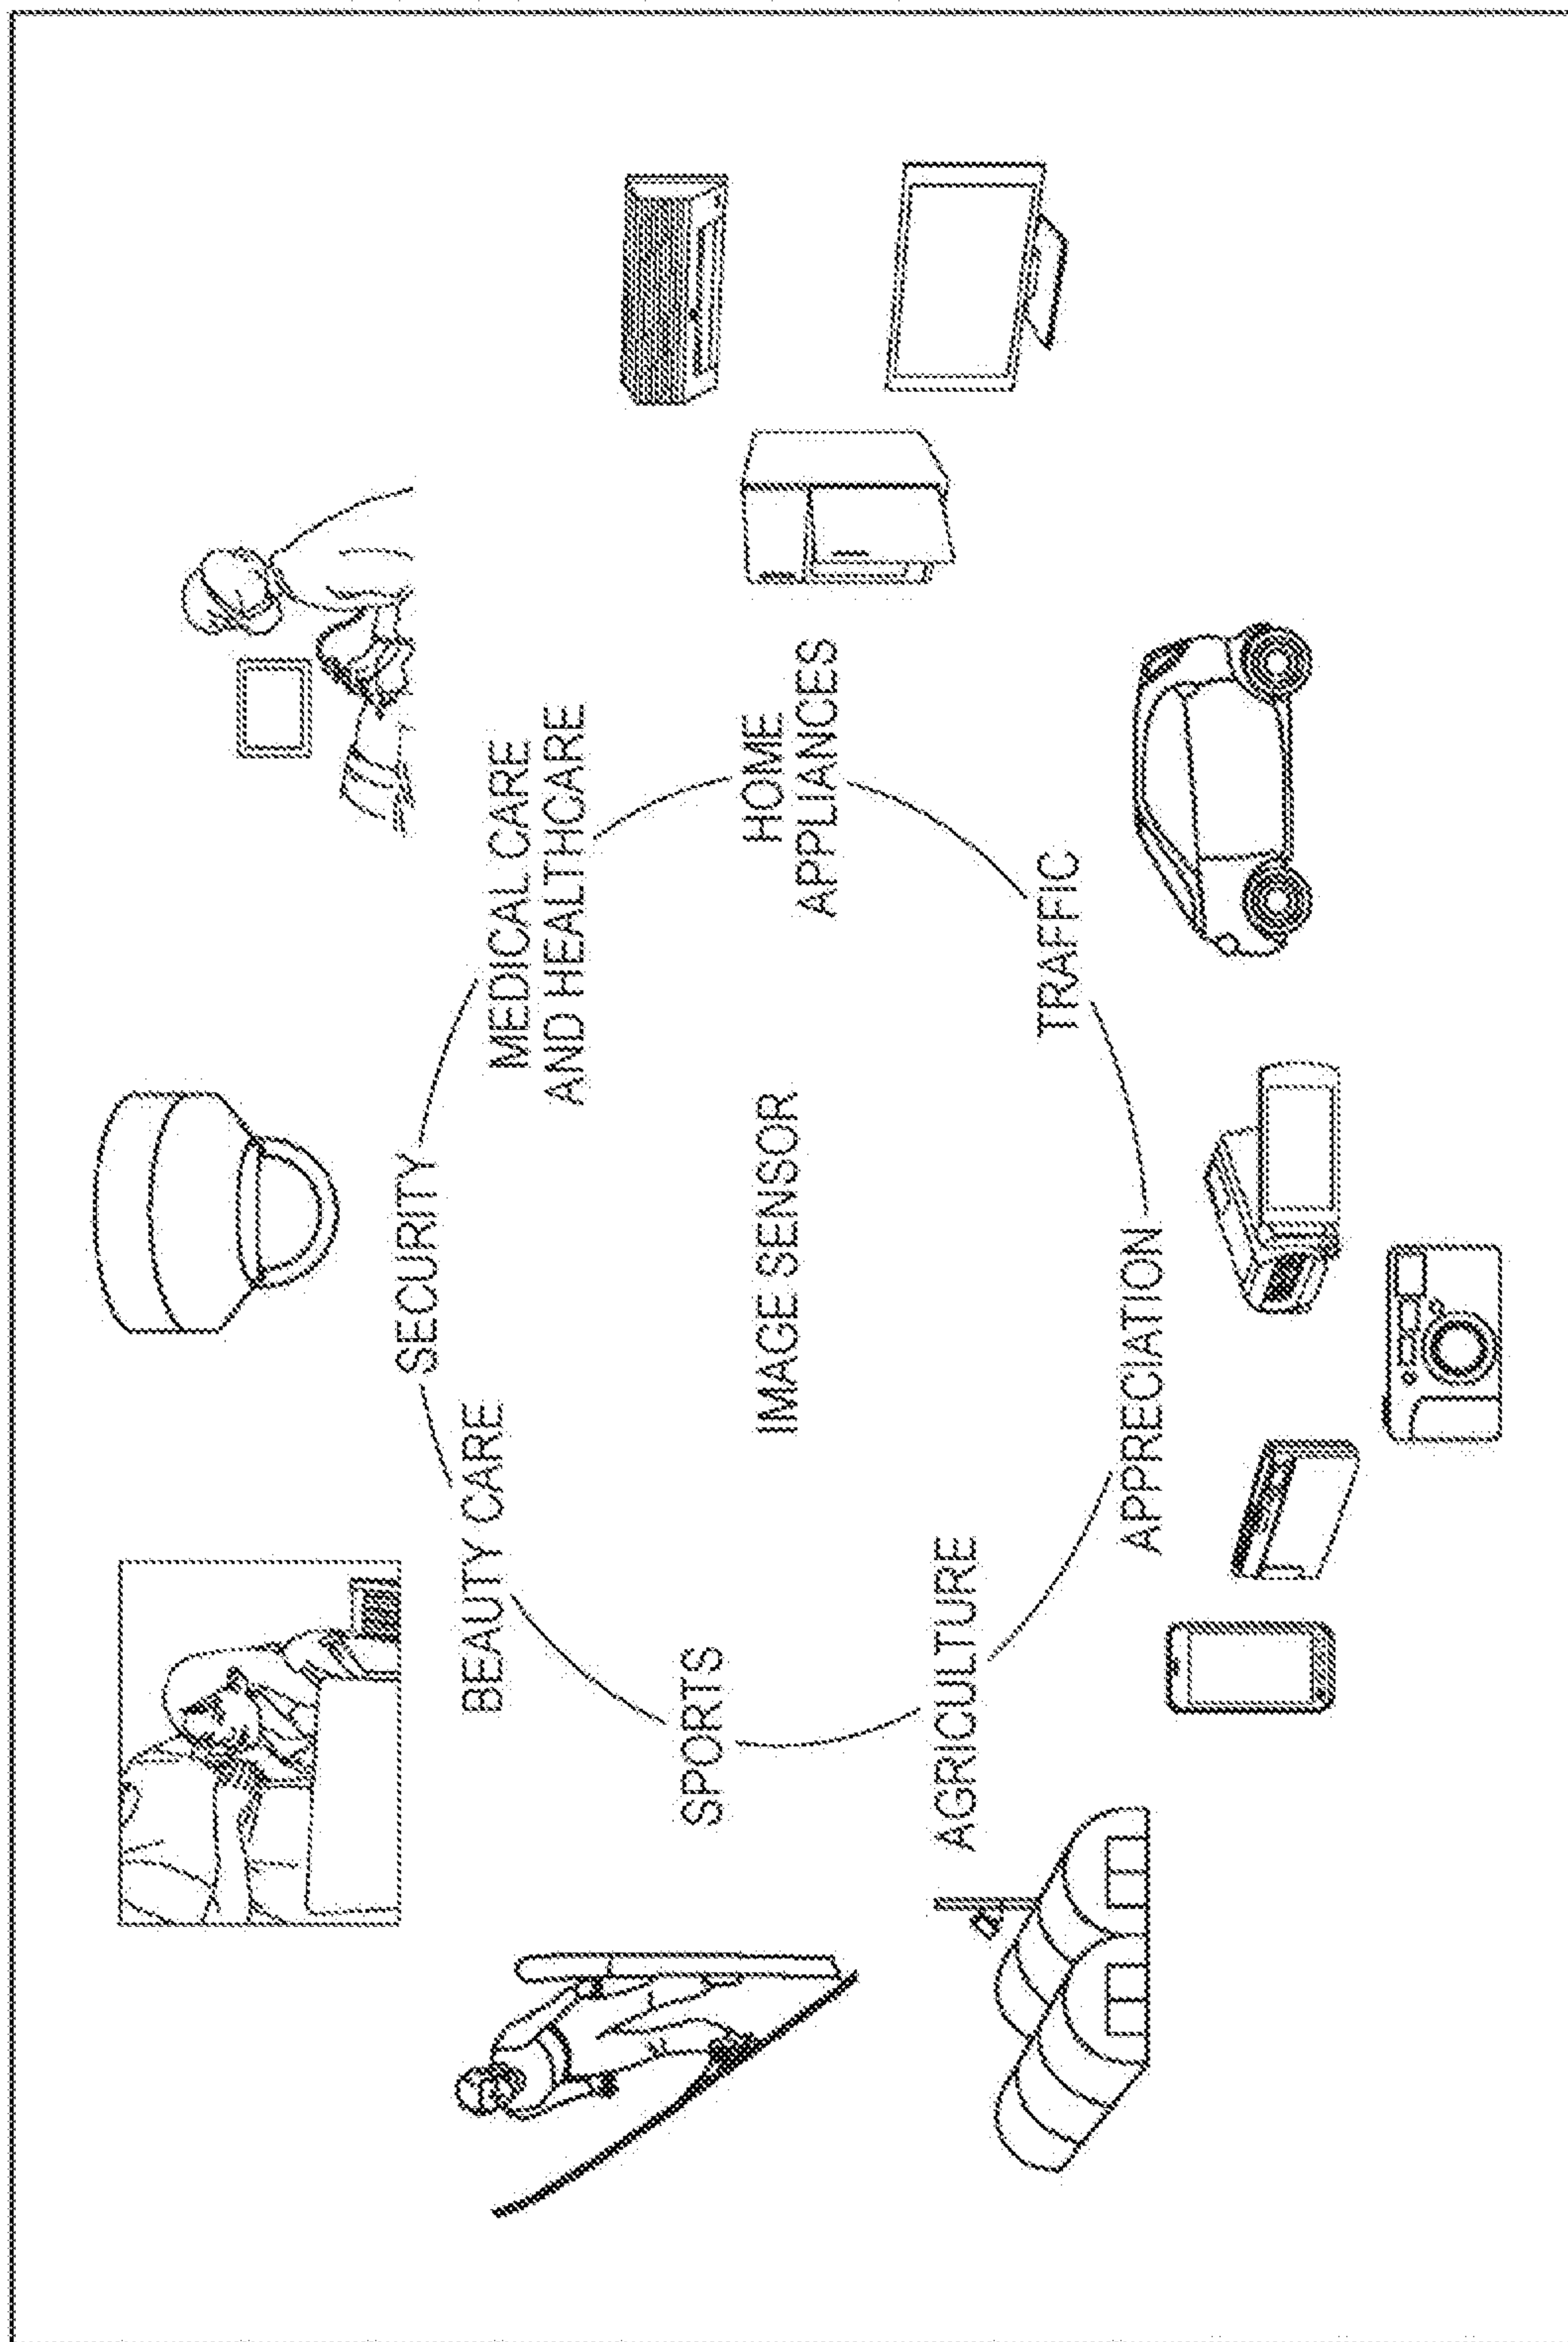 SECURITY
BEAUTY CARE
MEDICAL CARE
AND HEALTHCARE
SPORTS
IMAGE SENSOR
HOME
APPLIANCES
AGRICULTURE
TRAFFIC
APPRECIATION